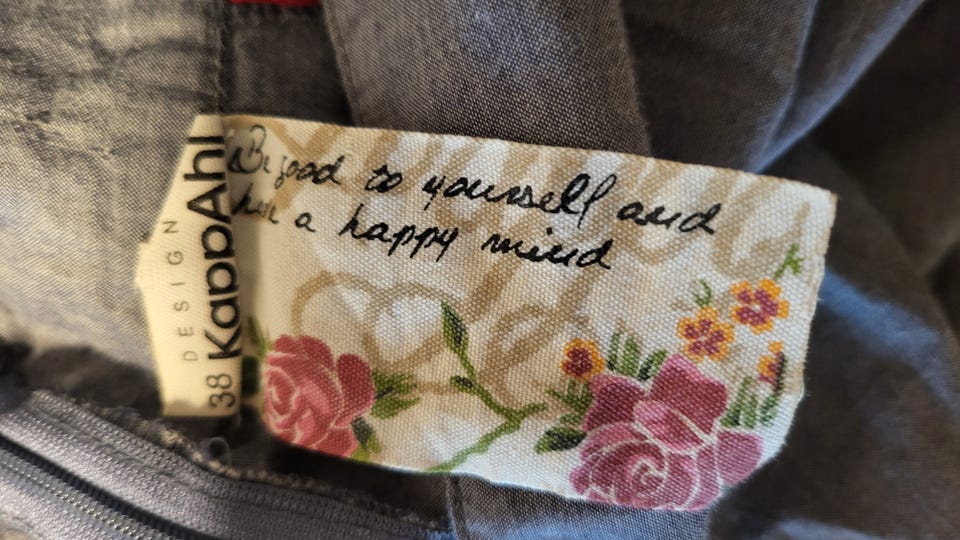 Be good to yourself and
have a happy mind
DESIGN
KappAhl
38